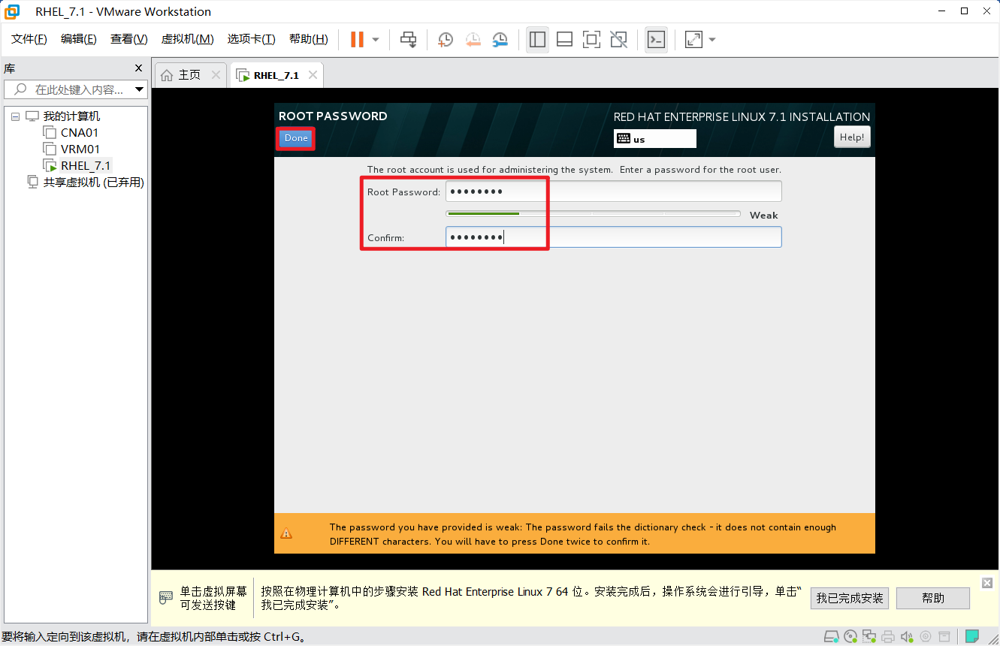 RHEL_7.1 - VMware Workstation
文件(F) 编辑(E) 查看(V) 虚拟机(M) 选项卡(T) 帮助(H)
库
在此处键入内容...
我的计算机
CNA01
VRM01
RHEL_7.1
共享虚拟机 (已弃用)
主页
RHEL_7.1
ROOT PASSWORD
Done
RED HAT ENTERPRISE LINUX 7.1 INSTALLATION
us
Help!
The root account is used for administering the system. Enter a password for the root user.
Root Password: ●●●●●●●●
Weak
Confirm: ●●●●●●●●
The password you have provided is weak: The password fails the dictionary check - it does not contain enough
DIFFERENT characters. You will have to press Done twice to confirm it.
单击虚拟屏幕
可发送按键
按照在物理计算机中的步骤安装 Red Hat Enterprise Linux 7 64 位。安装完成后，操作系统会进行引导，单击“
我已完成安装”。
我已完成安装
帮助
要将输入定向到该虚拟机，请在虚拟机内部单击或按 Ctrl+G。